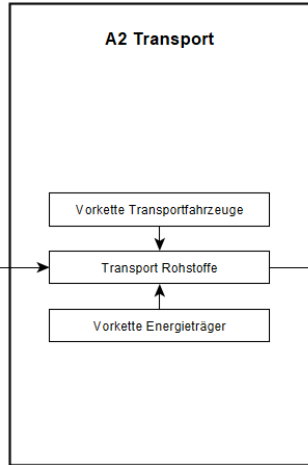 A2 Transport
Vorkette Transportfahrzeuge
Transport Rohstoffe
Vorkette Energieträger